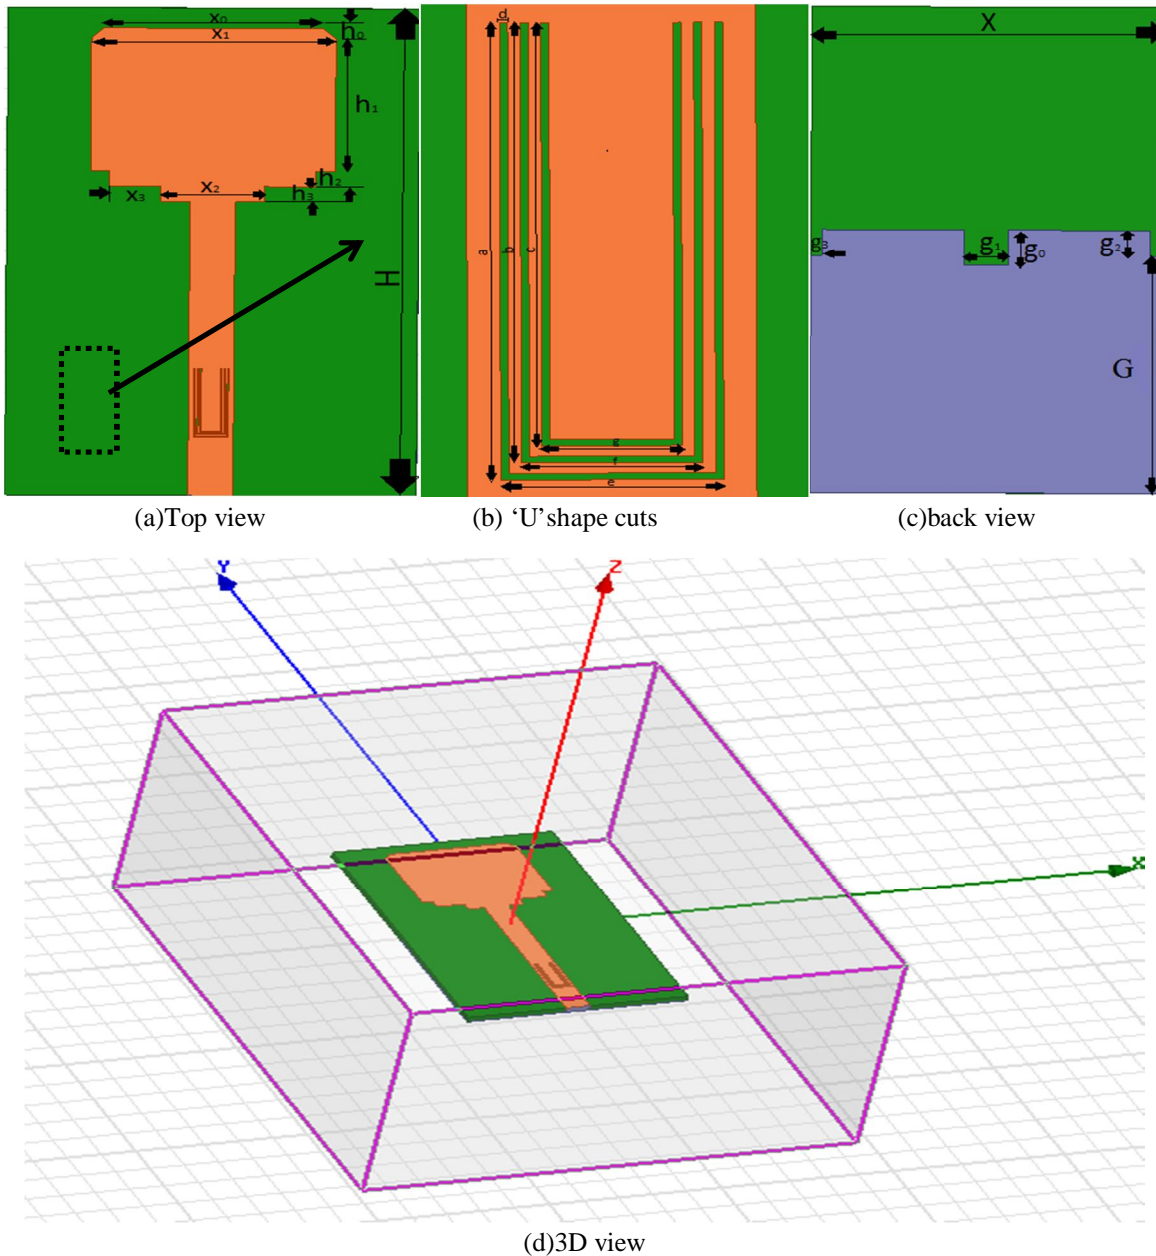 x₀
h₀
x₁
h₁
h₂
x₃
x₂
h₃
H
(a)Top view
d
a
b
c
g
f
e
(b) ‘U’shape cuts
X
g₃
g₁
g₀
g₂
G
(c)back view
Y
Z
X
(d)3D view